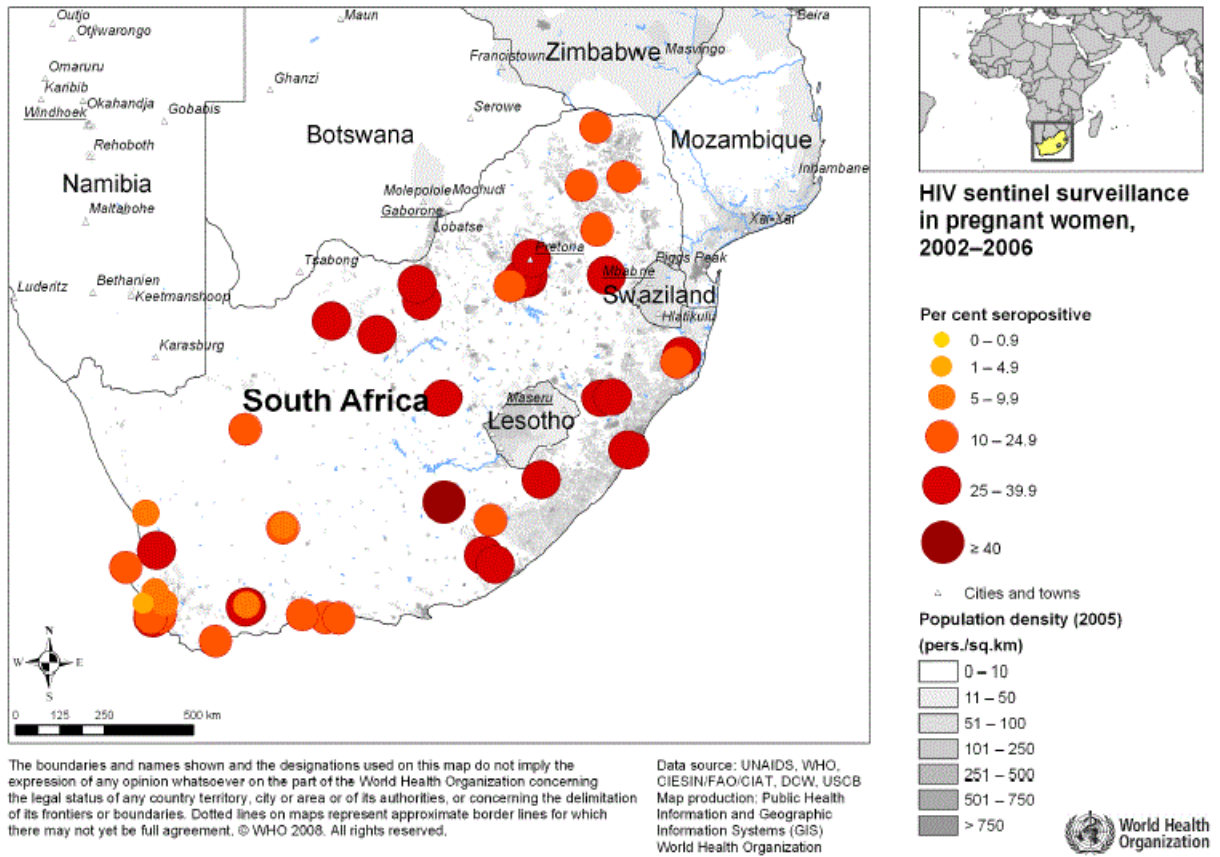 Outjo
Otjiwarongo
Omaruru
Karibib
Okahandja
Windhoek
Gobabis
Rehoboth
Namibia
Maltahohe
Luderitz
Bethanien
Keetmanshoop
Karasburg
Maun
Ghanzi
Francistown
Serowe
Botswana
Molepolole
Mochudi
Gaborone
Lobatse
Tsabong
Zimbabwe
Masvingo
Beira
Mozambique
Inhambane
Xai-Xai
Pretoria
Mbabne
Piggs Peak
Swaziland
Hlatikulu
South Africa
Maseru
Lesotho
N
W
E
S
0 125 250 500 km
HIV sentinel surveillance
in pregnant women,
2002–2006
Per cent seropositive
0 – 0.9
1 – 4.9
5 – 9.9
10 – 24.9
25 – 39.9
≥ 40
Cities and towns
Population density (2005)
(pers./sq.km)
0 – 10
11 – 50
51 – 100
101 – 250
251 – 500
501 – 750
> 750
The boundaries and names shown and the designations used on this map do not imply the
expression of any opinion whatsoever on the part of the World Health Organization concerning
the legal status of any country territory, city or area or of its authorities, or concerning the delimitation
of its frontiers or boundaries. Dotted lines on maps represent approximate border lines for which
there may not yet be full agreement. © WHO 2008. All rights reserved.
Data source: UNAIDS, WHO,
CIESIN/FAO/CIAT, DCW, USCB
Map production: Public Health
Information and Geographic
Information Systems (GIS)
World Health Organization
World Health
Organization